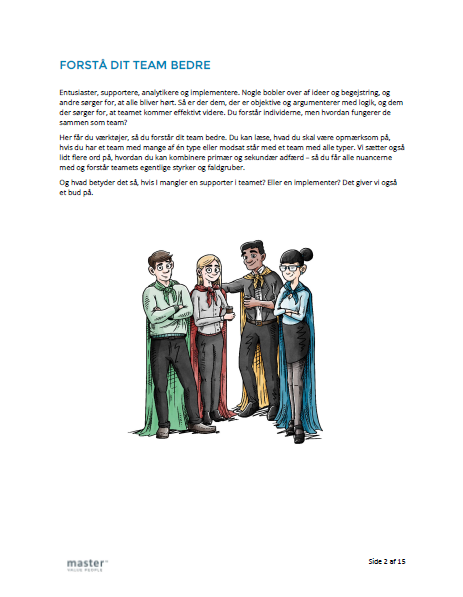 FORSTÅ DIT TEAM BEDRE
Entusiaster, supportere, analytikere og implementere. Nogle bobler over af ideer og begejstring, og
andre sørger for, at alle bliver hørt. Så er der dem, der er objektive og argumenterer med logik, og dem
der sørger for, at teamet kommer effektivt videre. Du forstår individerne, men hvordan fungerer de
sammen som team?
Her får du værktøjer, så du forstår dit team bedre. Du kan læse, hvad du skal være opmærksom på,
hvis du har et team med mange af én type eller modsat står med et team med alle typer. Vi sætter også
lidt flere ord på, hvordan du kan kombinere primær og sekundær adfærd – så du får alle nuancerne
med og forstår teamets egentlige styrker og faldgruber.
Og hvad betyder det så, hvis I mangler en supporter i teamet? Eller en implementer? Det giver vi også
et bud på.
master
VALUE PEOPLE
Side 2 af 15